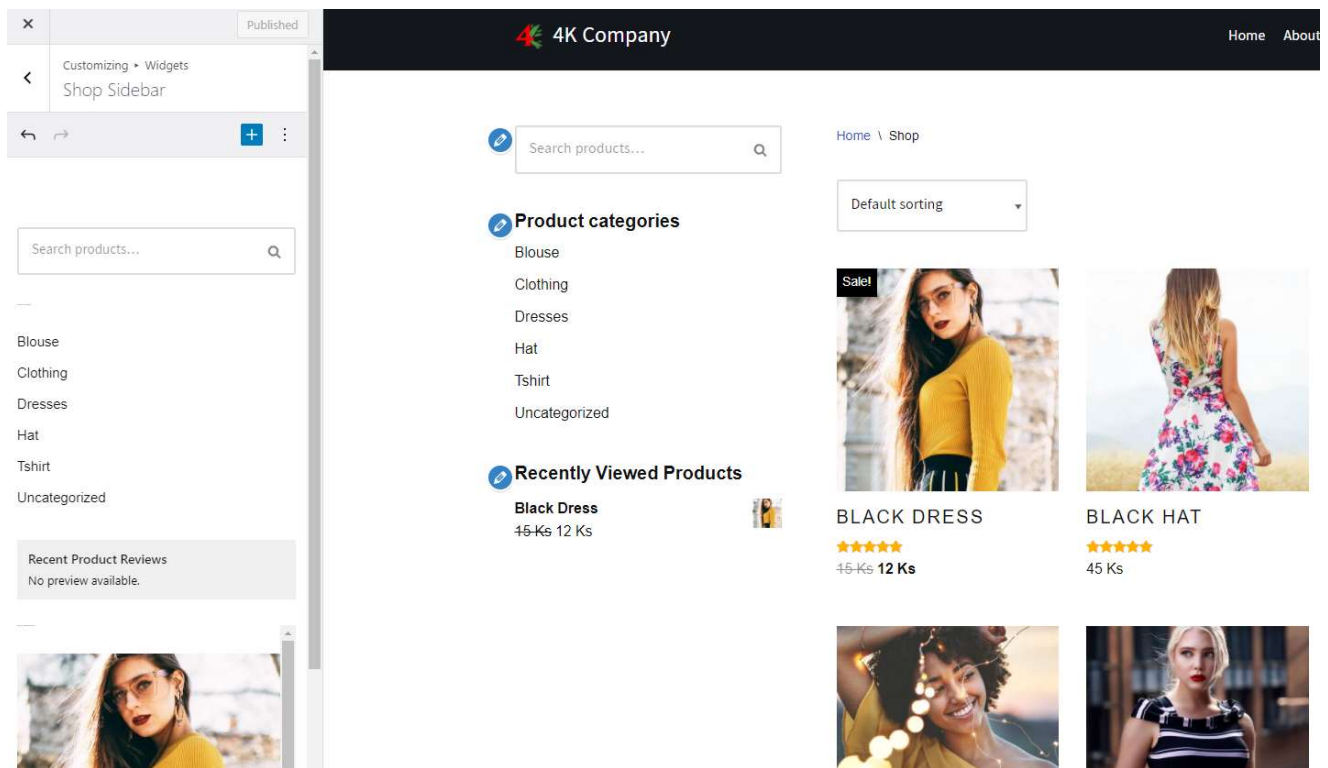 Published
Customizing ▸ Widgets
Shop Sidebar
Search products…
Blouse
Clothing
Dresses
Hat
Tshirt
Uncategorized
Recent Product Reviews
No preview available.
4K Company
Home About
Search products…
Product categories
Blouse
Clothing
Dresses
Hat
Tshirt
Uncategorized
Recently Viewed Products
Black Dress
15 Ks 12 Ks
Home \ Shop
Default sorting
Sale!
BLACK DRESS
15 Ks 12 Ks
BLACK HAT
45 Ks